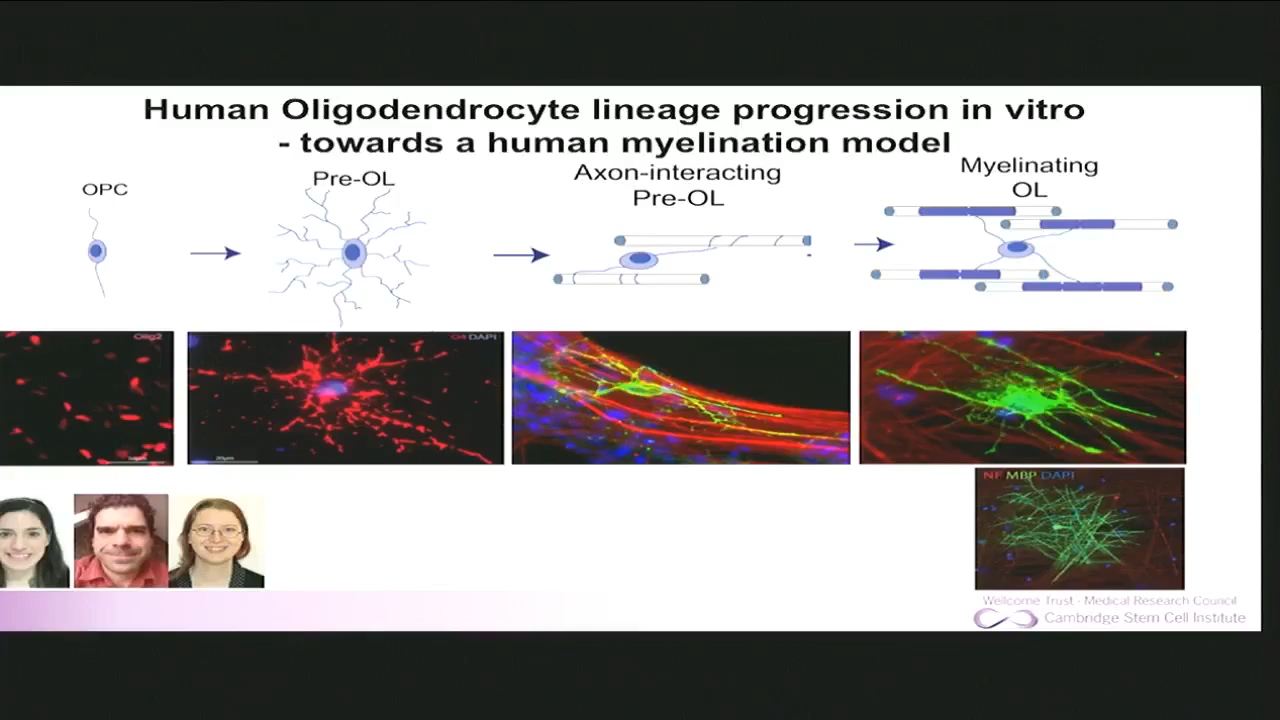 Human Oligodendrocyte lineage progression in vitro
- towards a human myelination model
OPC
Pre-OL
Axon-interacting
Pre-OL
Myelinating
OL
Olig2
O4 DAPI
20μm
NF MBP DAPI
Wellcome Trust - Medical Research Council
Cambridge Stem Cell Institute